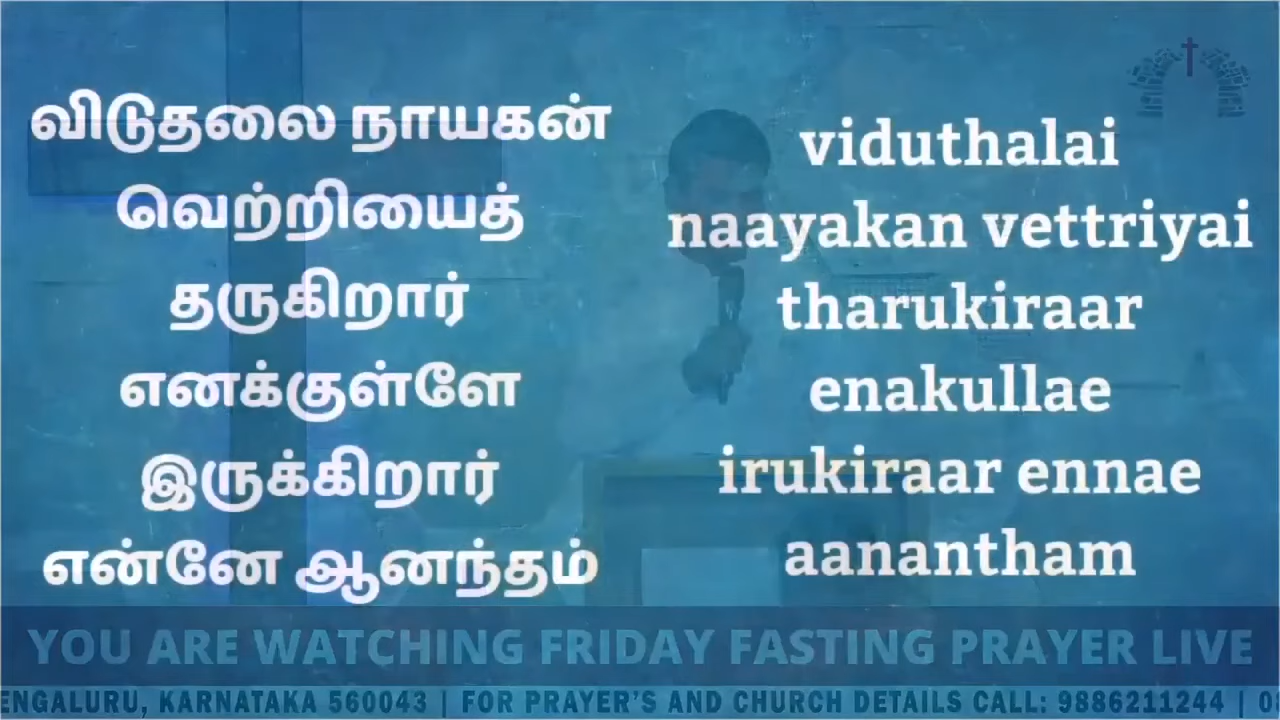 விடுதலை நாயகன்
வெற்றியைத்
தருகிறார்
எனக்குள்ளே
இருக்கிறார்
என்னே ஆனந்தம்
viduthalai
naayakan vettriyai
tharukiraar
enakullae
irukiraar ennae
aanantham
YOU ARE WATCHING FRIDAY FASTING PRAYER LIVE
ENGALURU, KARNATAKA 560043 | FOR PRAYER'S AND CHURCH DETAILS CALL: 9886211244 |